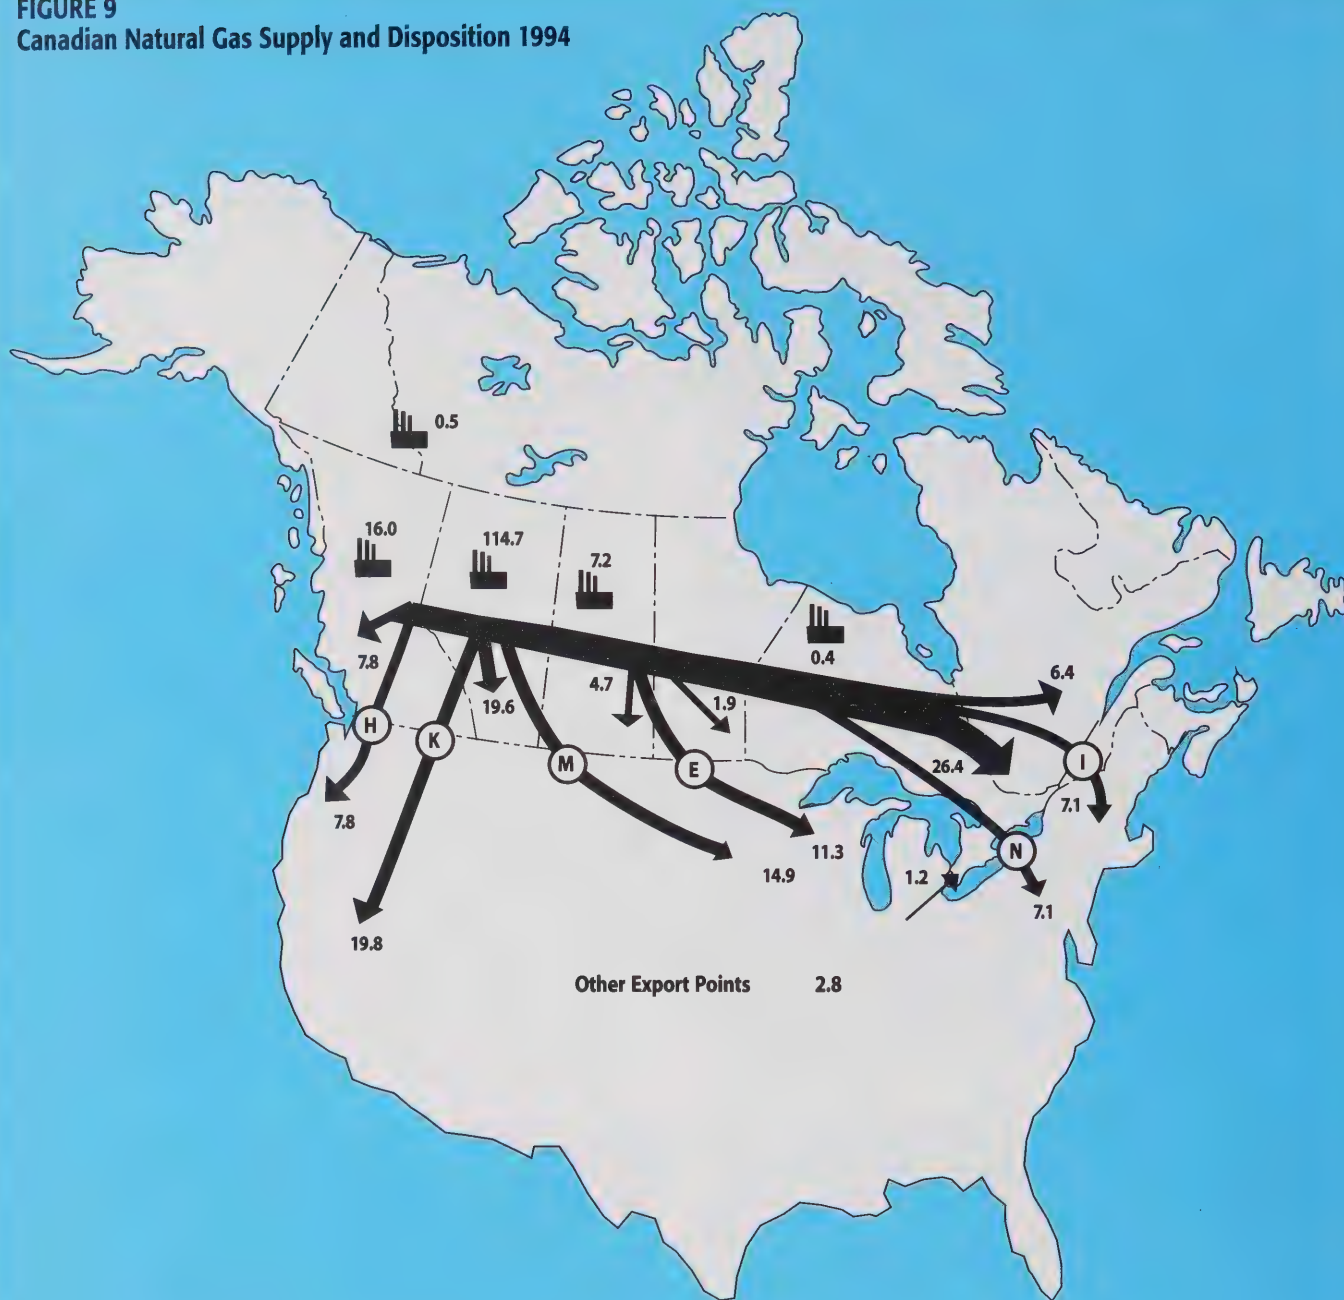 FIGURE 9
Canadian Natural Gas Supply and Disposition 1994
0.5
16.0
114.7
7.2
0.4
7.8
19.6
4.7
1.9
6.4
H
K
M
E
26.4
I
7.1
7.8
11.3
N
14.9
1.2
7.1
19.8
Other Export Points 2.8